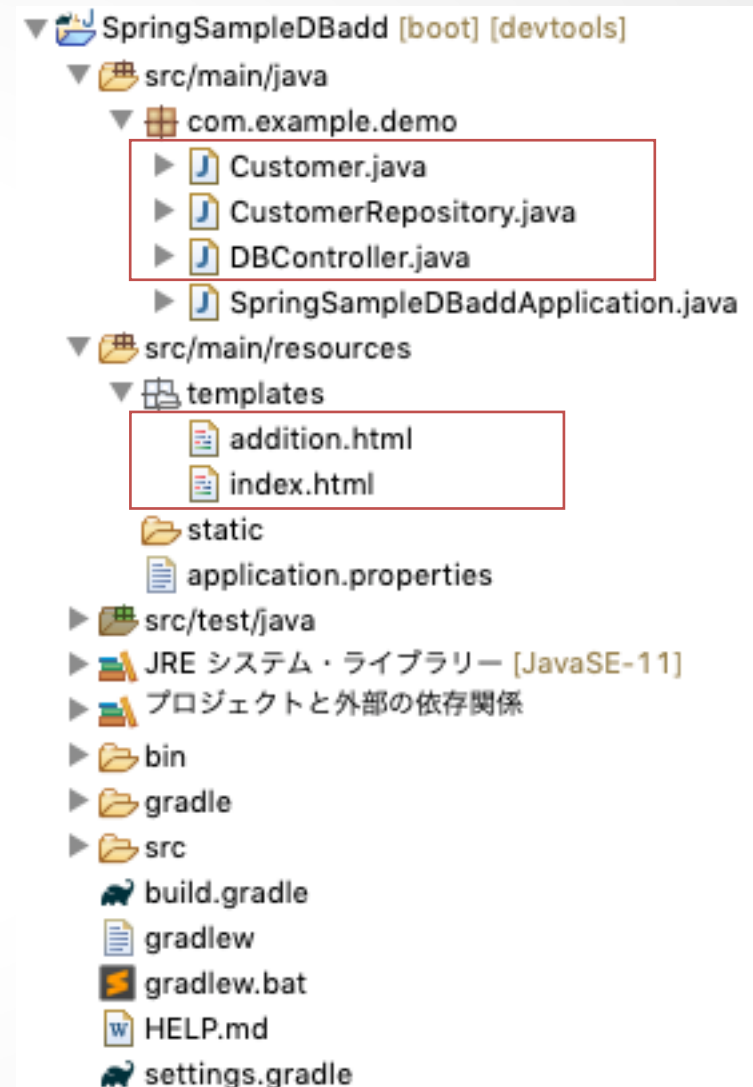 SpringSampleDBadd [boot] [devtools]
src/main/java
com.example.demo
Customer.java
CustomerRepository.java
DBController.java
SpringSampleDBaddApplication.java
src/main/resources
templates
addition.html
index.html
static
application.properties
src/test/java
JRE システム・ライブラリー [JavaSE-11]
プロジェクトと外部の依存関係
bin
gradle
src
build.gradle
gradlew
gradlew.bat
HELP.md
settings.gradle